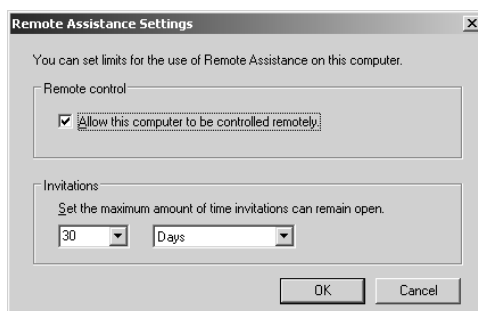 Remote Assistance Settings
You can set limits for the use of Remote Assistance on this computer.
Remote control
Allow this computer to be controlled remotely.
Invitations
Set the maximum amount of time invitations can remain open.
30 Days
OK Cancel